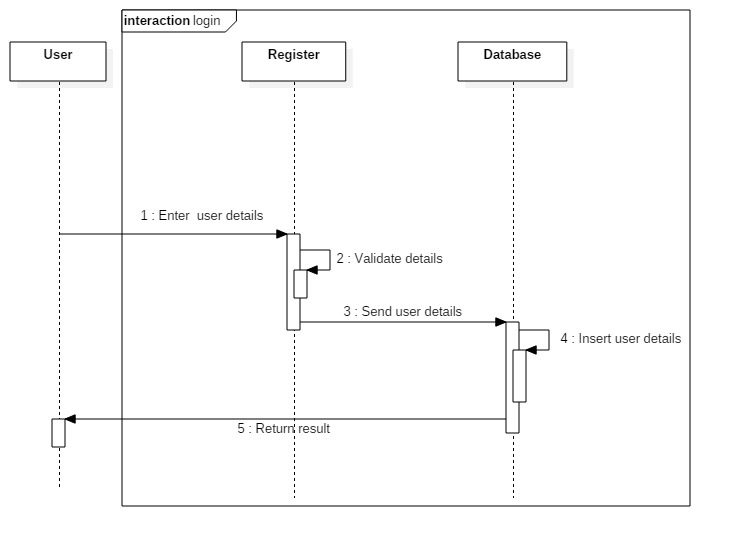 interaction login
User
Register
Database
1 : Enter  user details
2 : Validate details
3 : Send user details
4 : Insert user details
5 : Return result